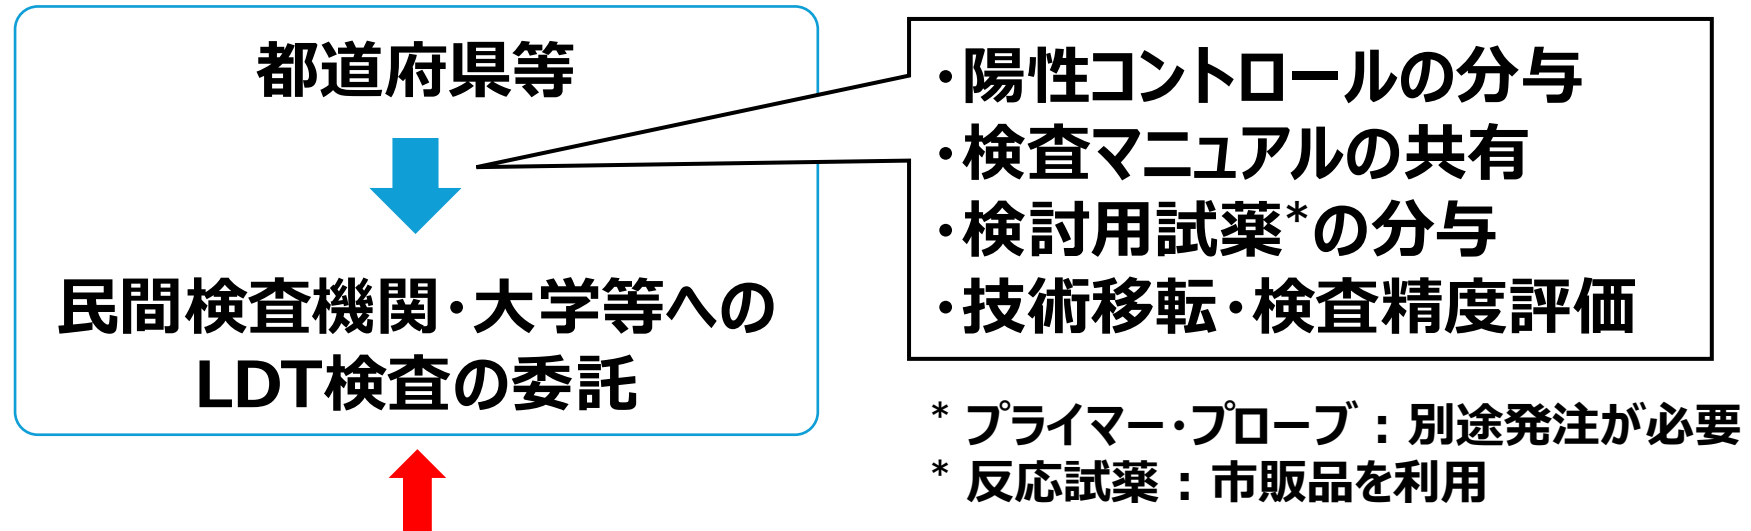 都道府県等
民間検査機関・大学等への
LDT検査の委託
・陽性コントロールの分与
・検査マニュアルの共有
・検討用試薬*の分与
・技術移転・検査精度評価
* プライマー・プローブ：別途発注が必要
* 反応試薬：市販品を利用